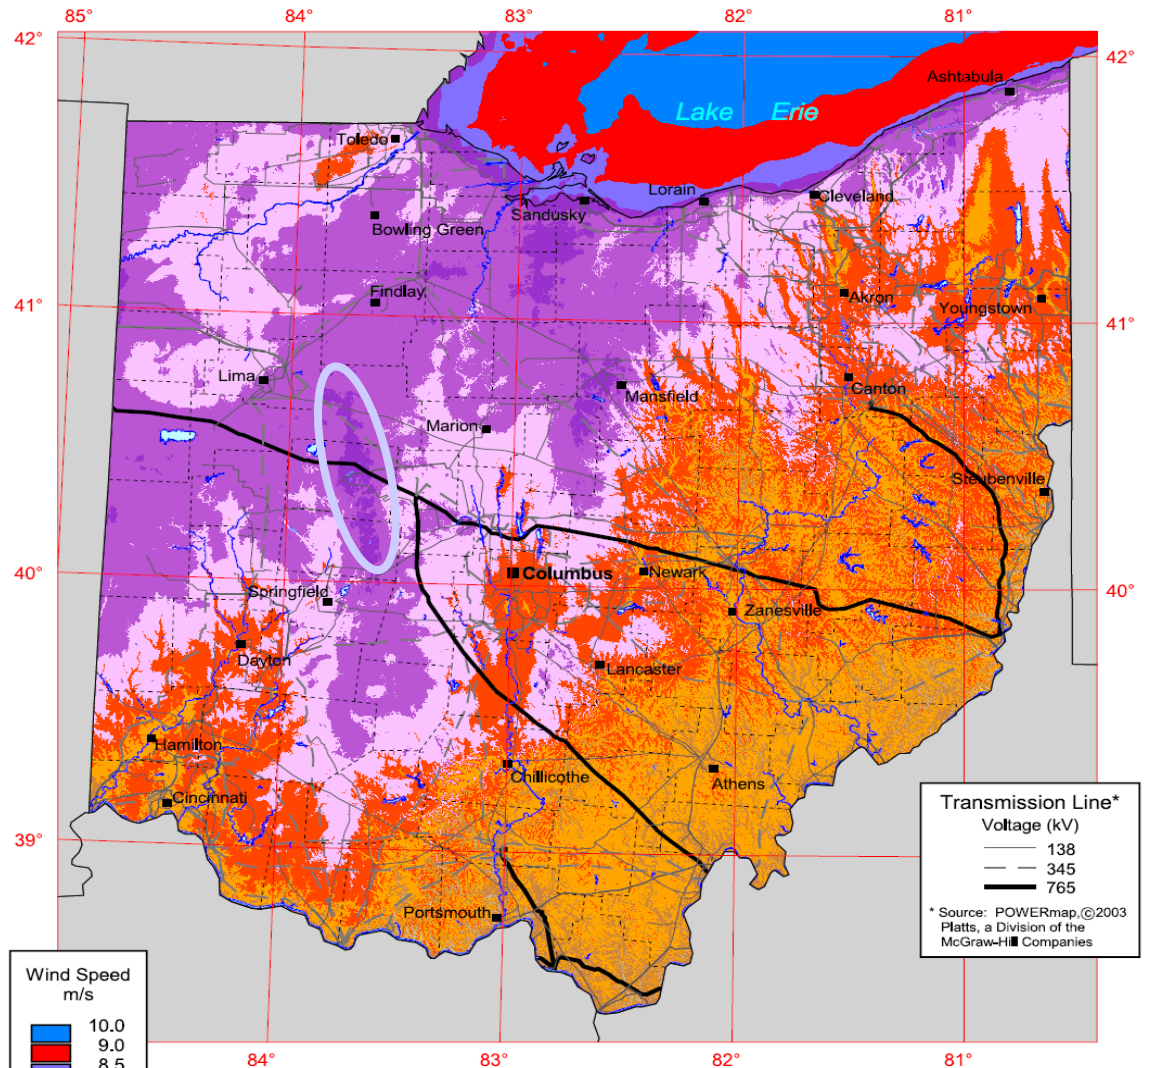 85°
84°
83°
82°
81°
42°
42°
Ashtabula
Lake Erie
Toledo
Lorain
Cleveland
Sandusky
Bowling Green
Findlay
Akron
41°
Youngstown
41°
Lima
Canton
Mansfield
Marion
Steubenville
40°
Columbus
Newark
40°
Springfield
Zanesville
Dayton
Lancaster
Hamilton
Chillicothe
Athens
Cincinnati
39°
39°
Portsmouth
Transmission Line*
Voltage (kV)
138
345
765
* Source: POWERmap,©2003
Platts, a Division of the
McGraw-Hill Companies
Wind Speed
m/s
10.0
9.0
8.5
84°
83°
82°
81°